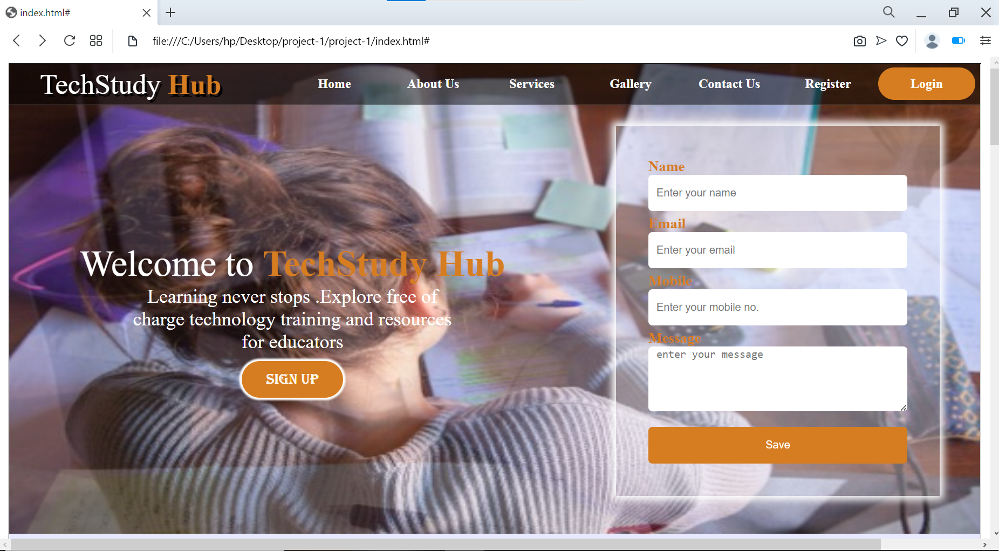 index.html#
file:///C:/Users/hp/Desktop/project-1/project-1/index.html#
TechStudy Hub
Home
About Us
Services
Gallery
Contact Us
Register
Login
Welcome to TechStudy Hub
Learning never stops .Explore free of
charge technology training and resources
for educators
SIGN UP
Name
Enter your name
Email
Enter your email
Mobile
Enter your mobile no.
Message
enter your message
Save